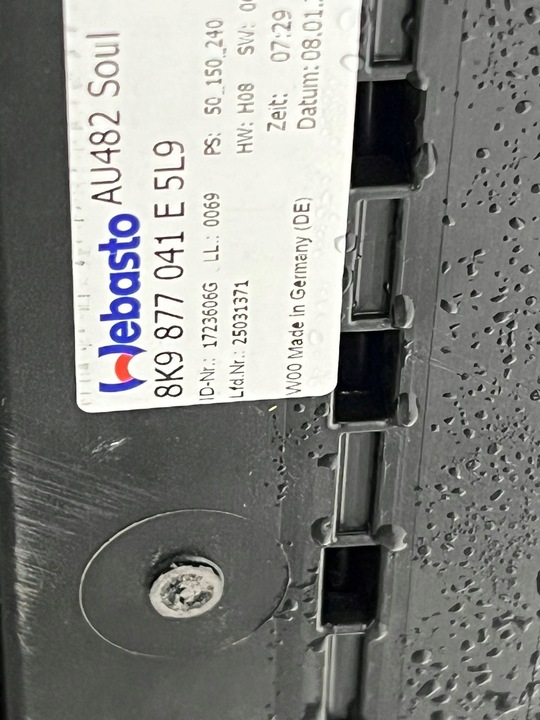 Webasto AU482 Soul
8K9 877 041 E 5L9
ID-Nr.: 1723606G LL.: 0069 PS: 50_150_240
Lfd.Nr.: 25031371 HW: H08 SW:
Zeit: 07:29
W00 Made in Germany (DE) Datum: 08.01.